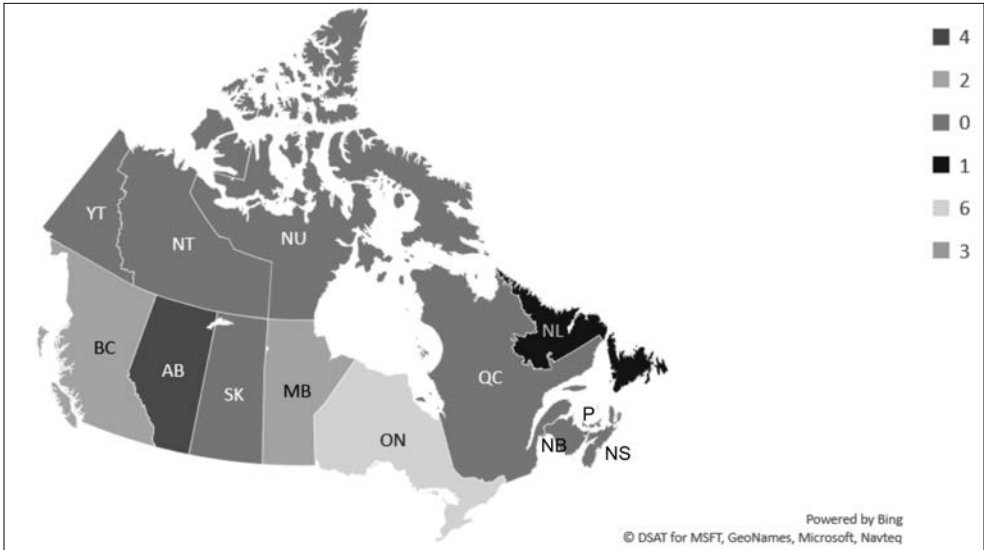 4
2
0
1
6
3
YT
NT
NU
BC
AB
SK
MB
ON
QC
NL
P
NB
NS
Powered by Bing
© DSAT for MSFT, GeoNames, Microsoft, Navteq